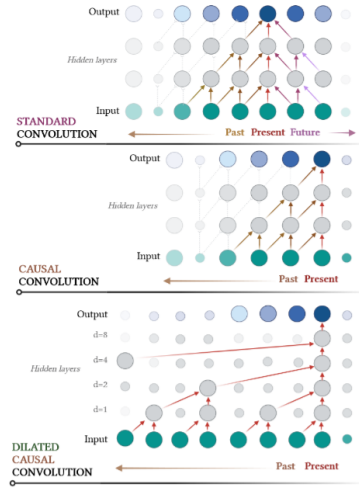 Output
Hidden layers
Input
STANDARD
CONVOLUTION
Past Present Future
Output
Hidden layers
Input
CAUSAL
CONVOLUTION
Past Present
Output
d=8
d=4
Hidden layers
d=2
d=1
Input
DILATED
CAUSAL
CONVOLUTION
Past Present